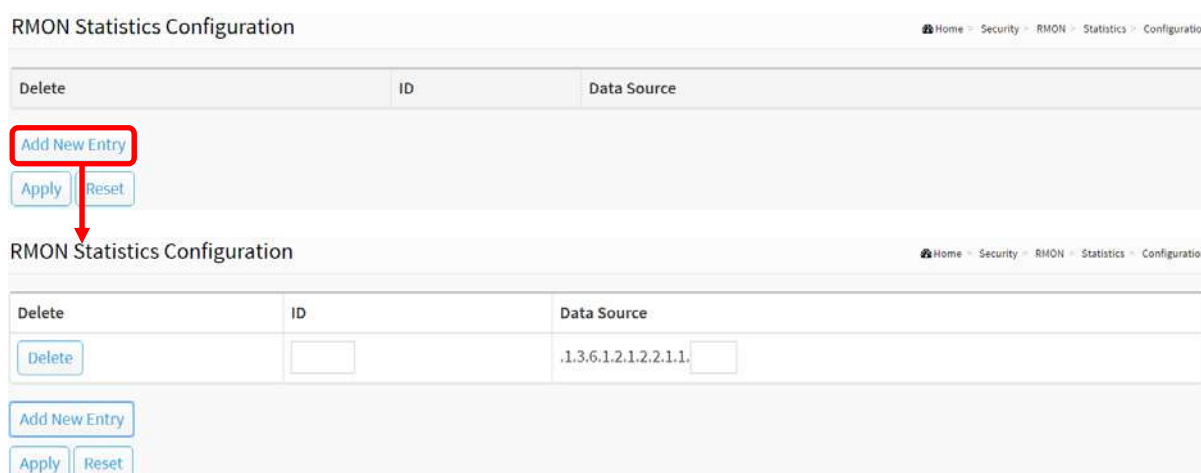 RMON Statistics Configuration Home > Security > RMON > Statistics > Configuratio
Delete ID Data Source
Add New Entry
Apply Reset
RMON Statistics Configuration Home > Security > RMON > Statistics > Configuratio
Delete ID Data Source
Delete .1.3.6.1.2.1.2.2.1.1.
Add New Entry
Apply Reset